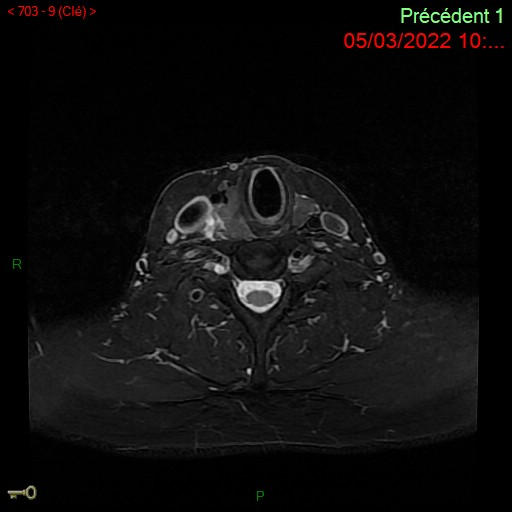 < 703 - 9 (Clé) >
Précédent 1
05/03/2022 10:...
R
P